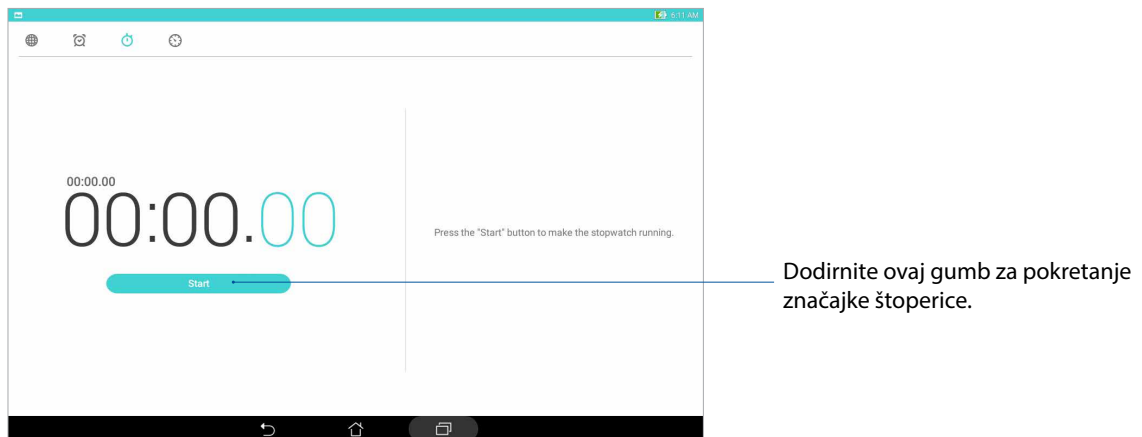 6:11 AM
00:00.00
00:00.00
Press the "Start" button to make the stopwatch running.
Start
Dodirnite ovaj gumb za pokretanje
značajke štoperice.